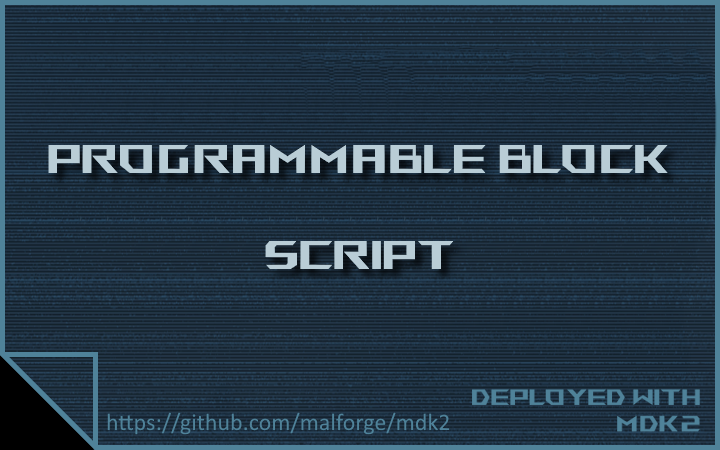 PROGRAMMABLE BLOCK
SCRIPT
DEPLOYED WITH
MDK2
https://github.com/malforge/mdk2